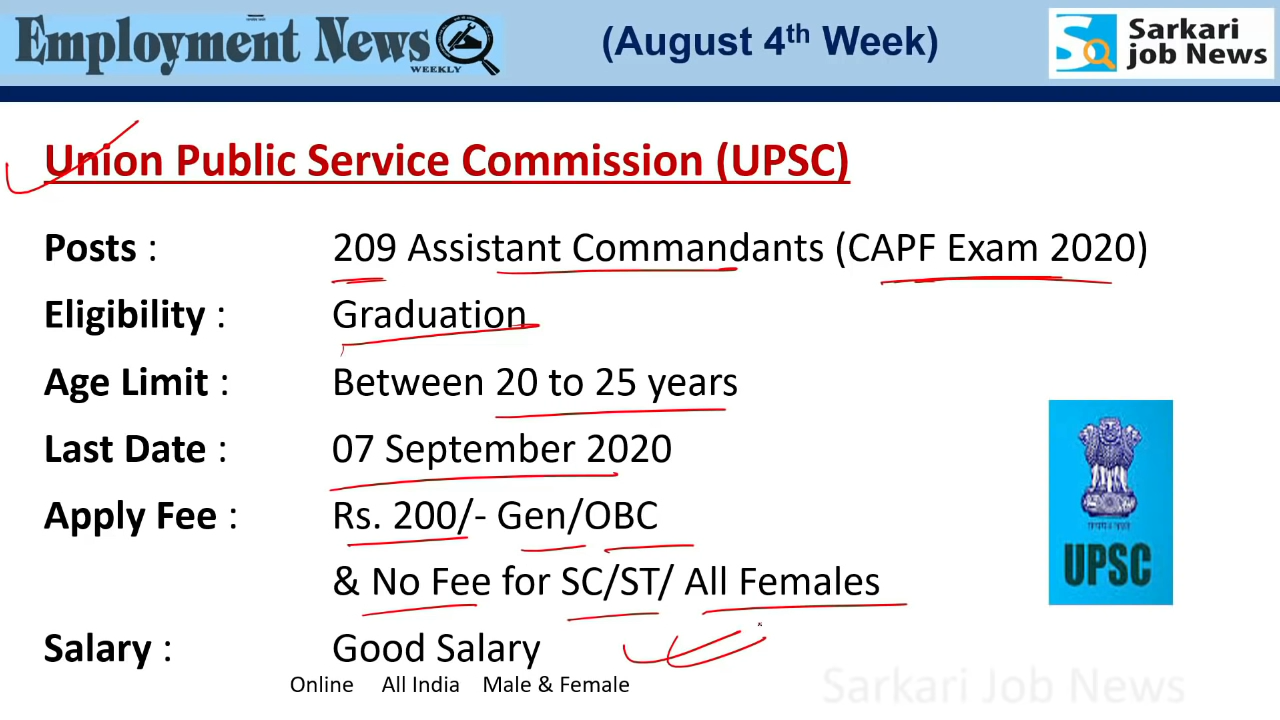 Employment News
WEEKLY
(August 4th Week)
Sarkari
job News
Union Public Service Commission (UPSC)
Posts : 209 Assistant Commandants (CAPF Exam 2020)
Eligibility : Graduation
Age Limit : Between 20 to 25 years
Last Date : 07 September 2020
Apply Fee : Rs. 200/- Gen/OBC
& No Fee for SC/ST/ All Females
Salary : Good Salary
Online All India Male & Female
UPSC
Sarkari Job News